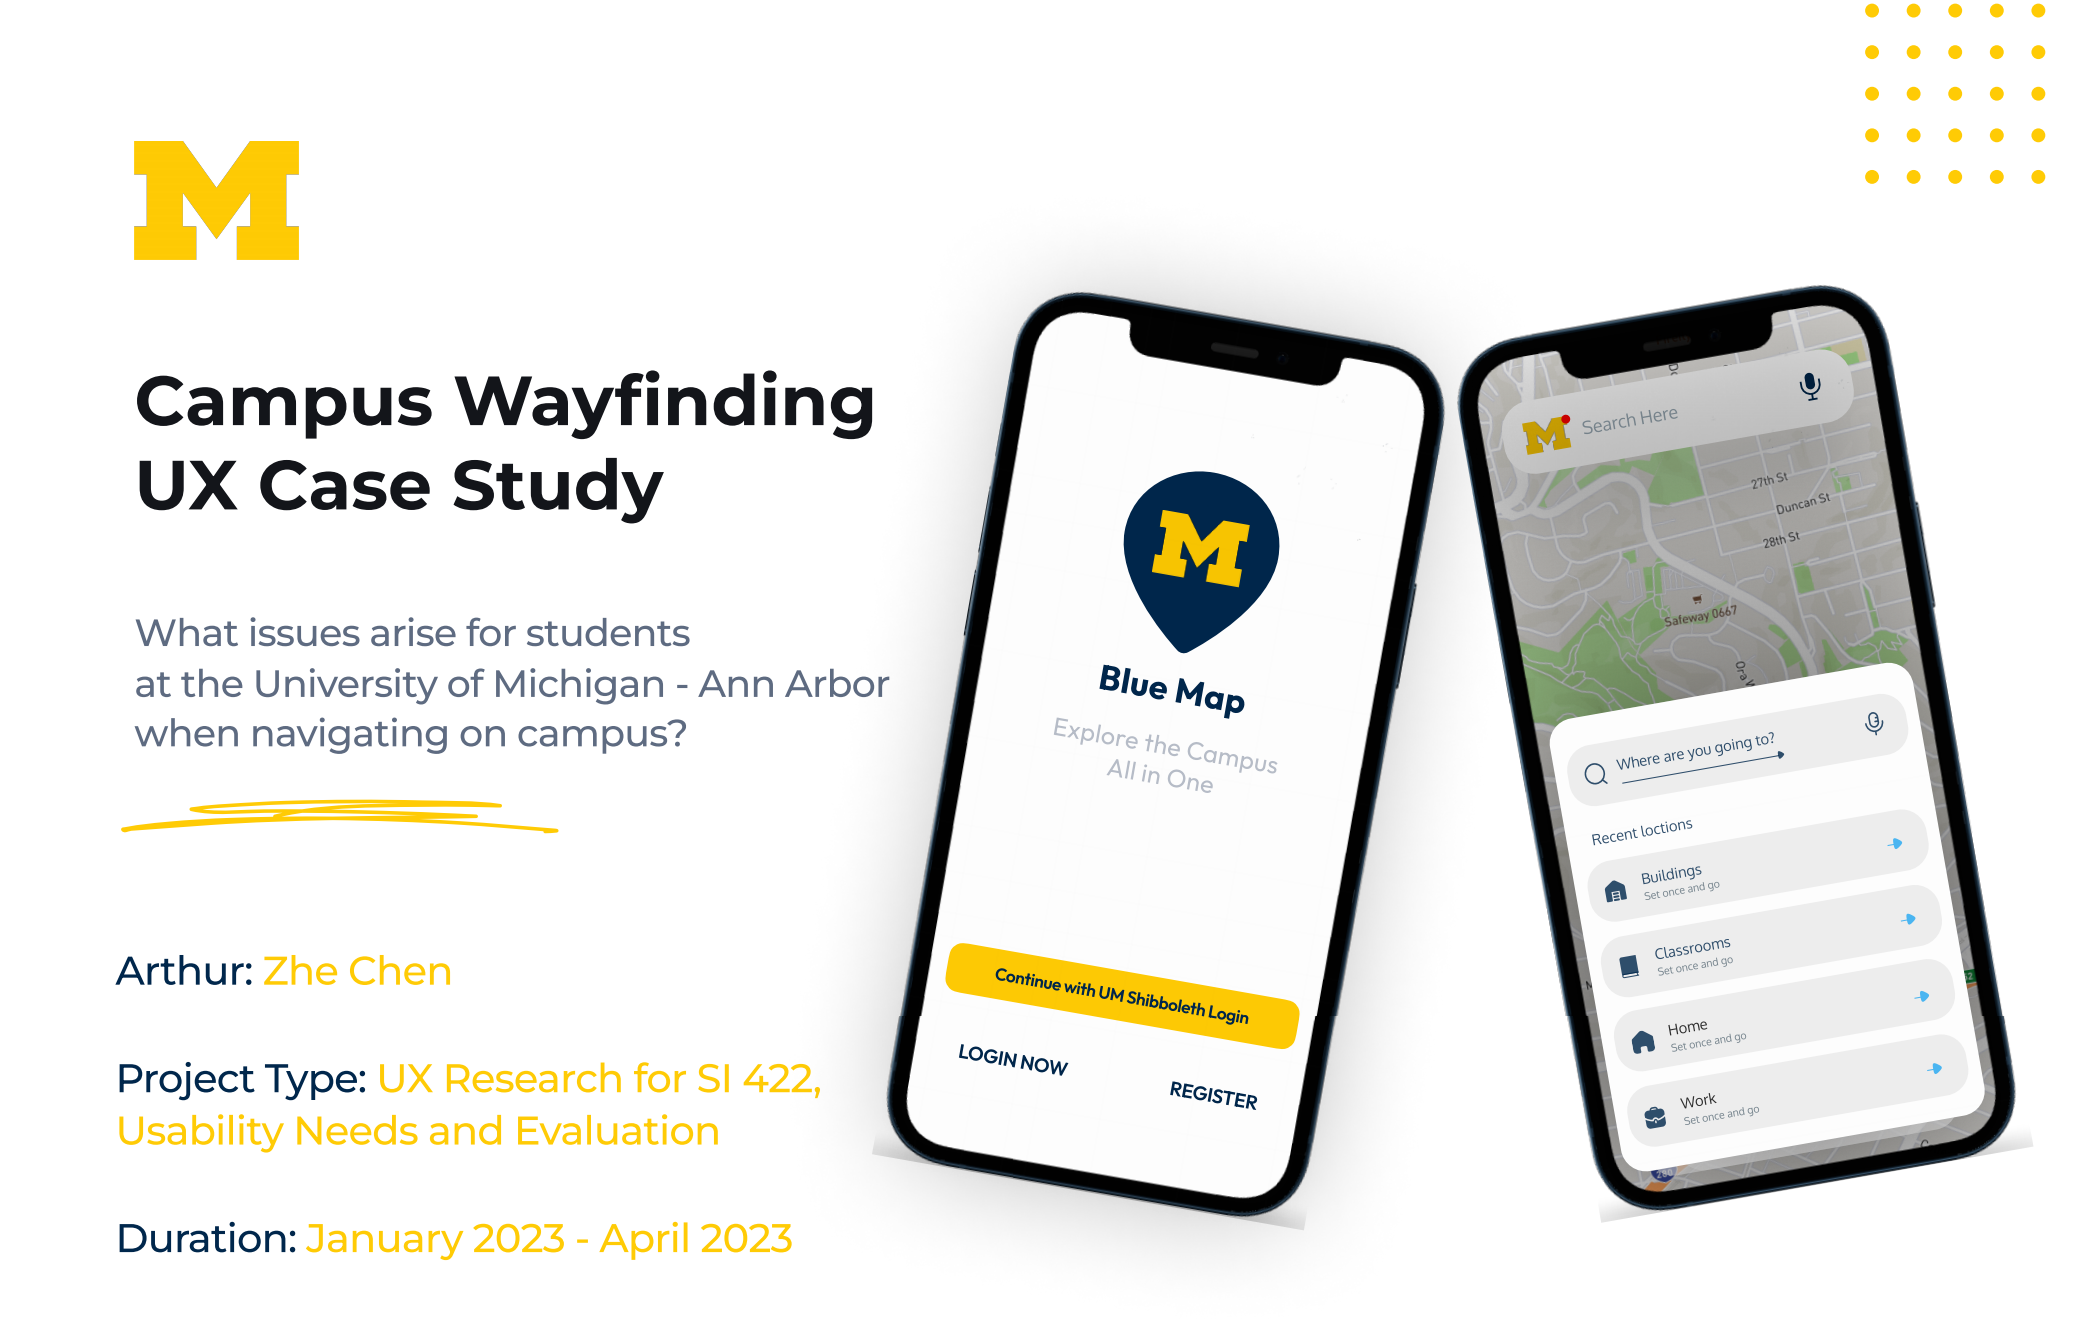 M
Campus Wayfinding
UX Case Study
What issues arise for students
at the University of Michigan - Ann Arbor
when navigating on campus?
Arthur: Zhe Chen
Project Type: UX Research for SI 422,
Usability Needs and Evaluation
Duration: January 2023 - April 2023
M
Blue Map
Explore the Campus
All in One
Continue with UM Shibboleth Login
LOGIN NOW
REGISTER
M
Search Here
27th St
Duncan St
28th St
Safeway 0667
Ora
Where are you going to?
Recent loctions
Buildings
Set once and go
Classrooms
Set once and go
Home
Set once and go
Work
Set once and go
280